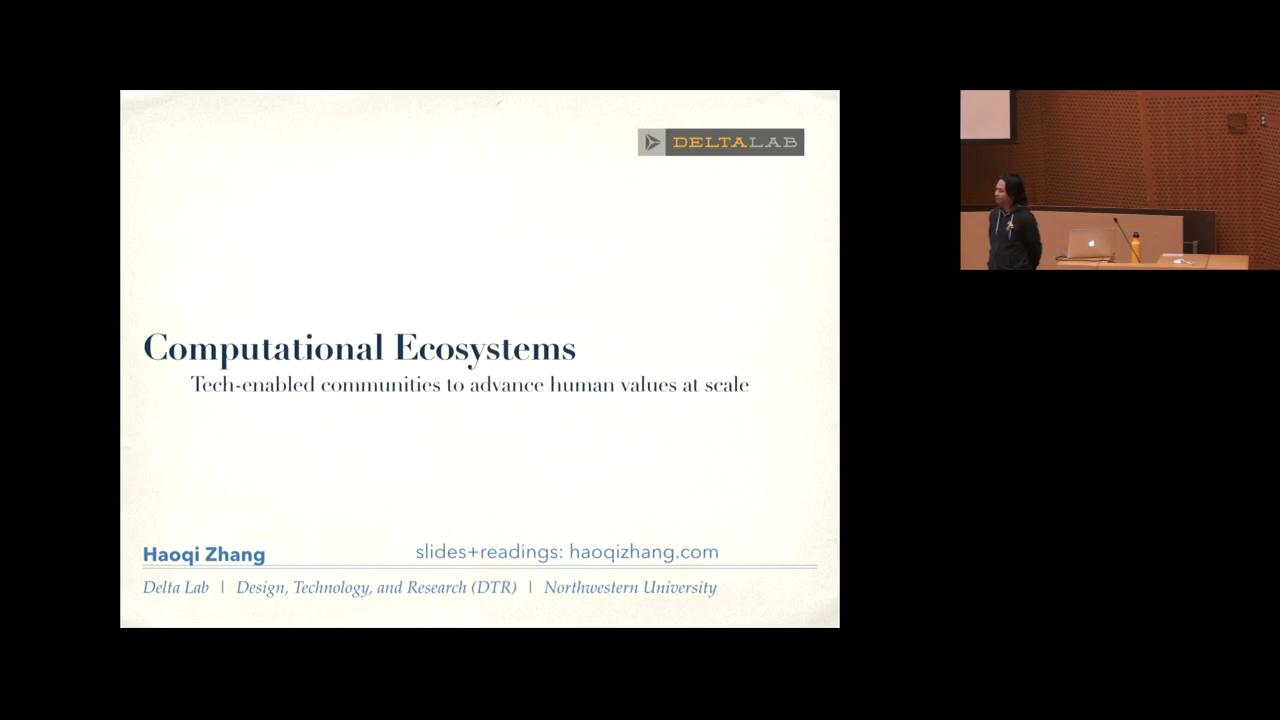 DELTALAB
Computational Ecosystems
Tech-enabled communities to advance human values at scale
Haoqi Zhang
slides+readings: haoqizhang.com
Delta Lab | Design, Technology, and Research (DTR) | Northwestern University